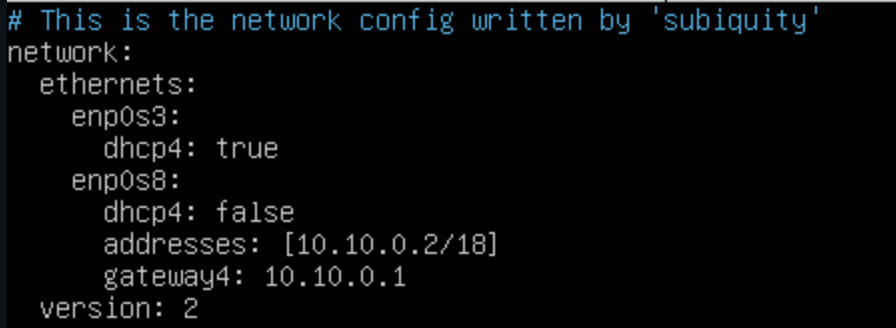 # This is the network config written by 'subiquity'
network:
  ethernets:
    enp0s3:
      dhcp4: true
    enp0s8:
      dhcp4: false
      addresses: [10.10.0.2/18]
      gateway4: 10.10.0.1
  version: 2